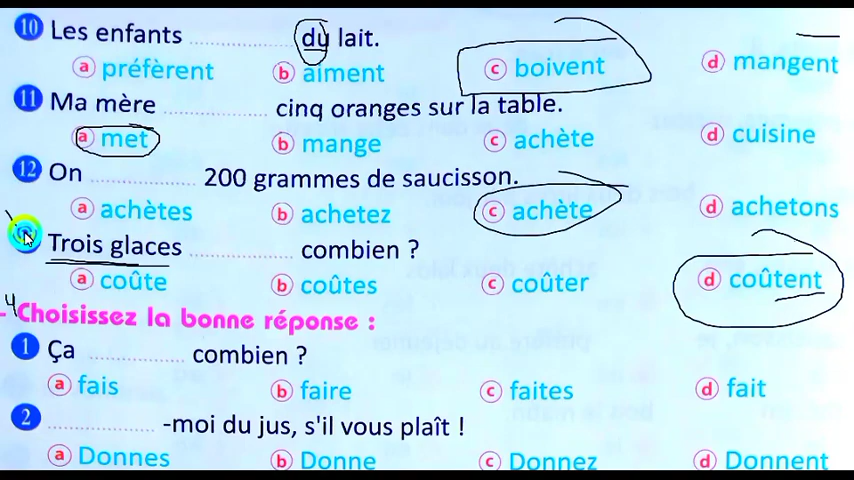 10 Les enfants .................. du lait.
a préfèrent b aiment c boivent d mangent
11 Ma mère .................. cinq oranges sur la table.
a met b mange c achète d cuisine
12 On .................. 200 grammes de saucisson.
a achètes b achetez c achète d achetons
Trois glaces .................. combien ?
a coûte b coûtes c coûter d coûtent
4 - Choisissez la bonne réponse :
1 Ça .................. combien ?
a fais b faire c faites d fait
2 .................. -moi du jus, s'il vous plaît !
a Donnes b Donne c Donnez d Donnent